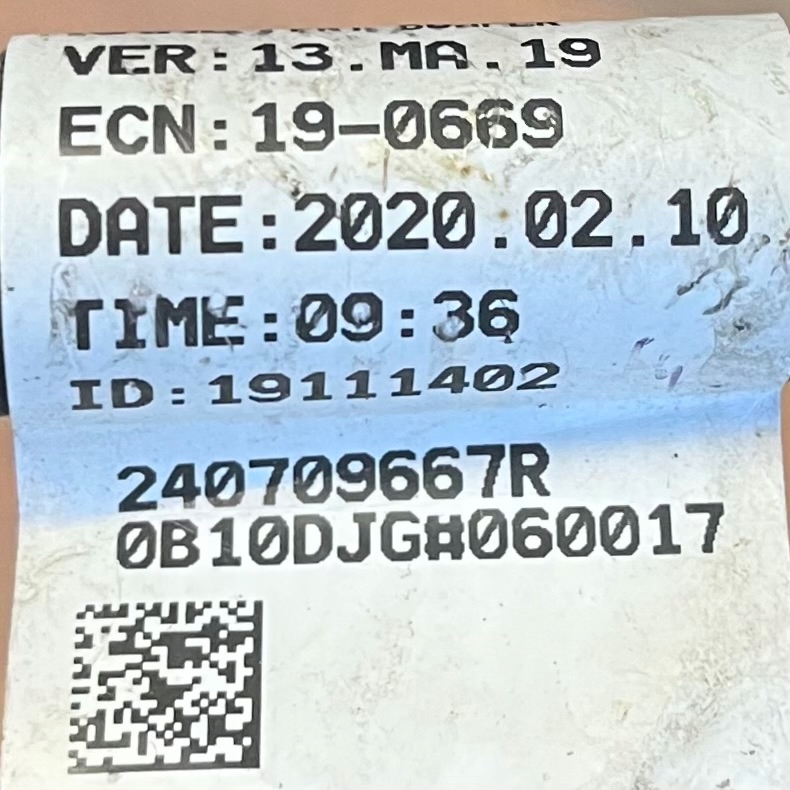 VER:13.MA.19
ECN:19-0669
DATE:2020.02.10
TIME:09:36
ID:19111402
240709667R
0B10DJG#060017